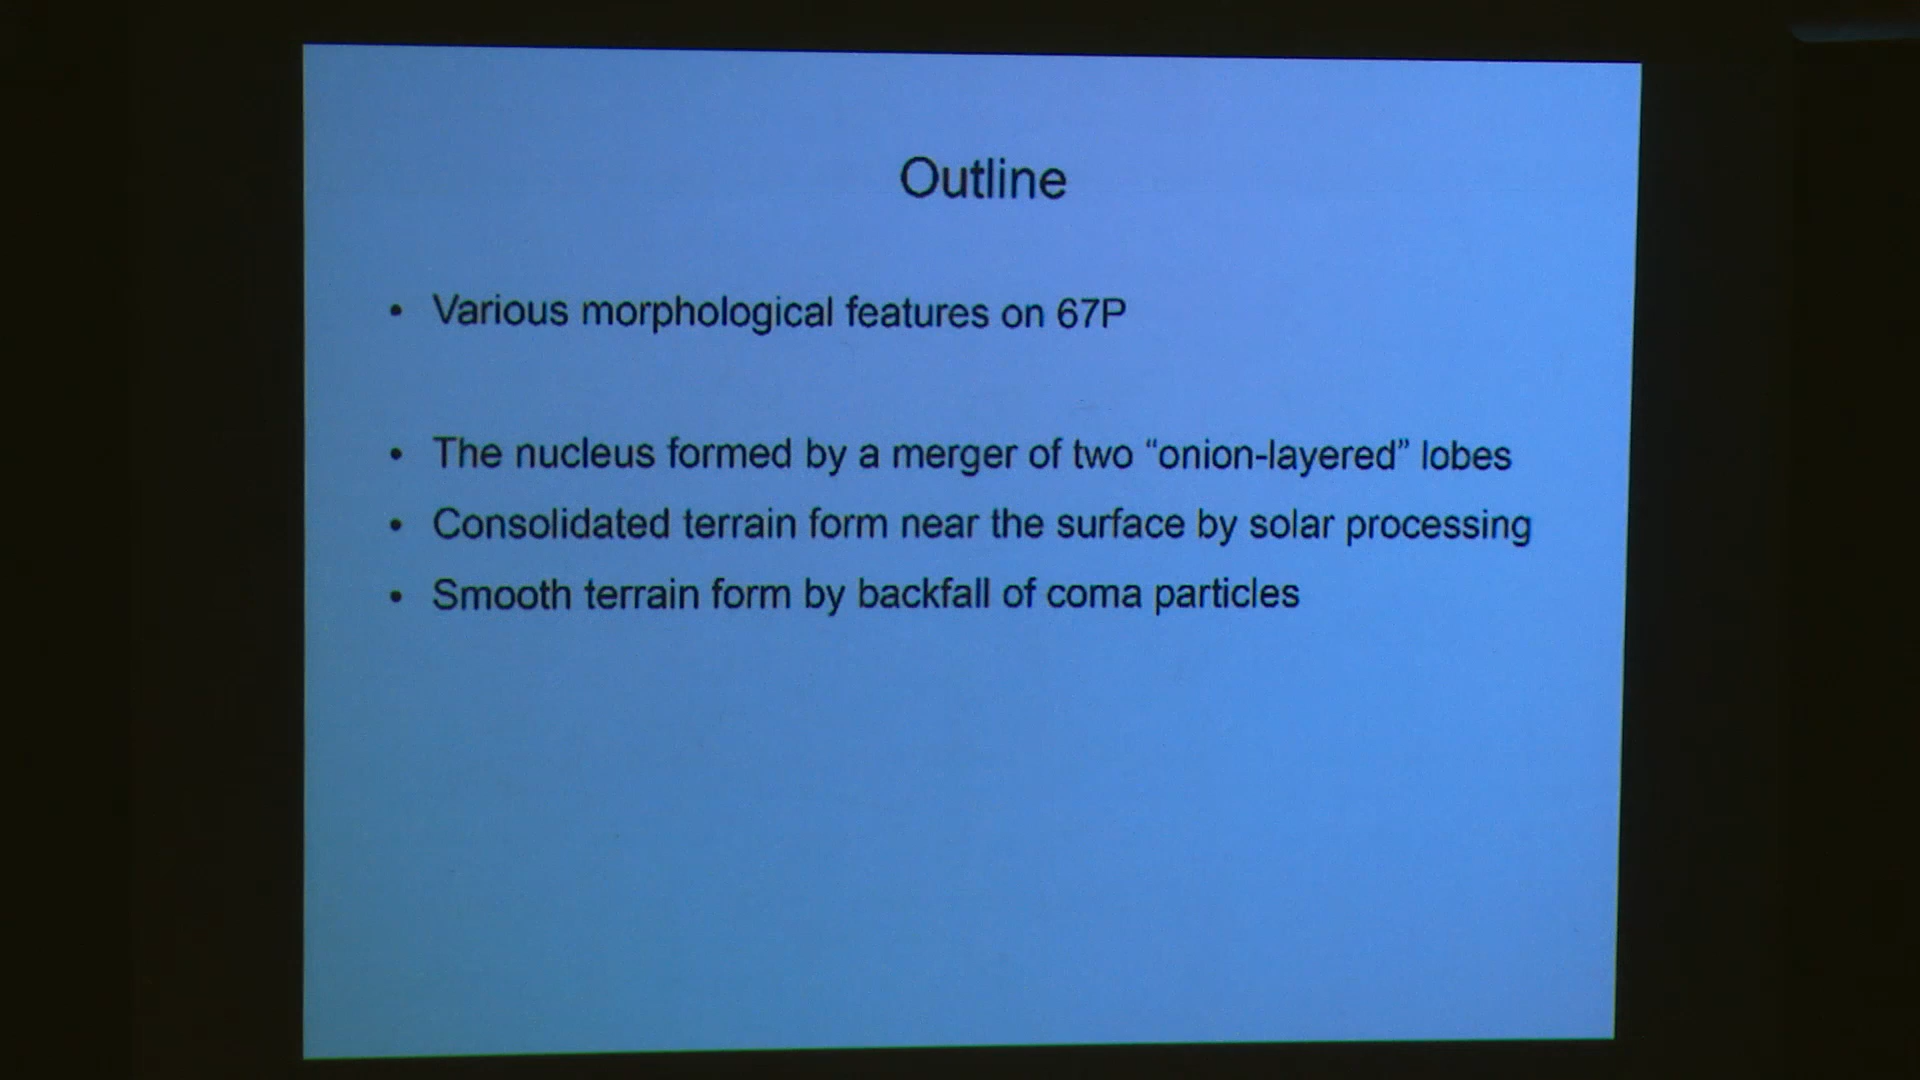 Outline
• Various morphological features on 67P
• The nucleus formed by a merger of two “onion-layered” lobes
• Consolidated terrain form near the surface by solar processing
• Smooth terrain form by backfall of coma particles